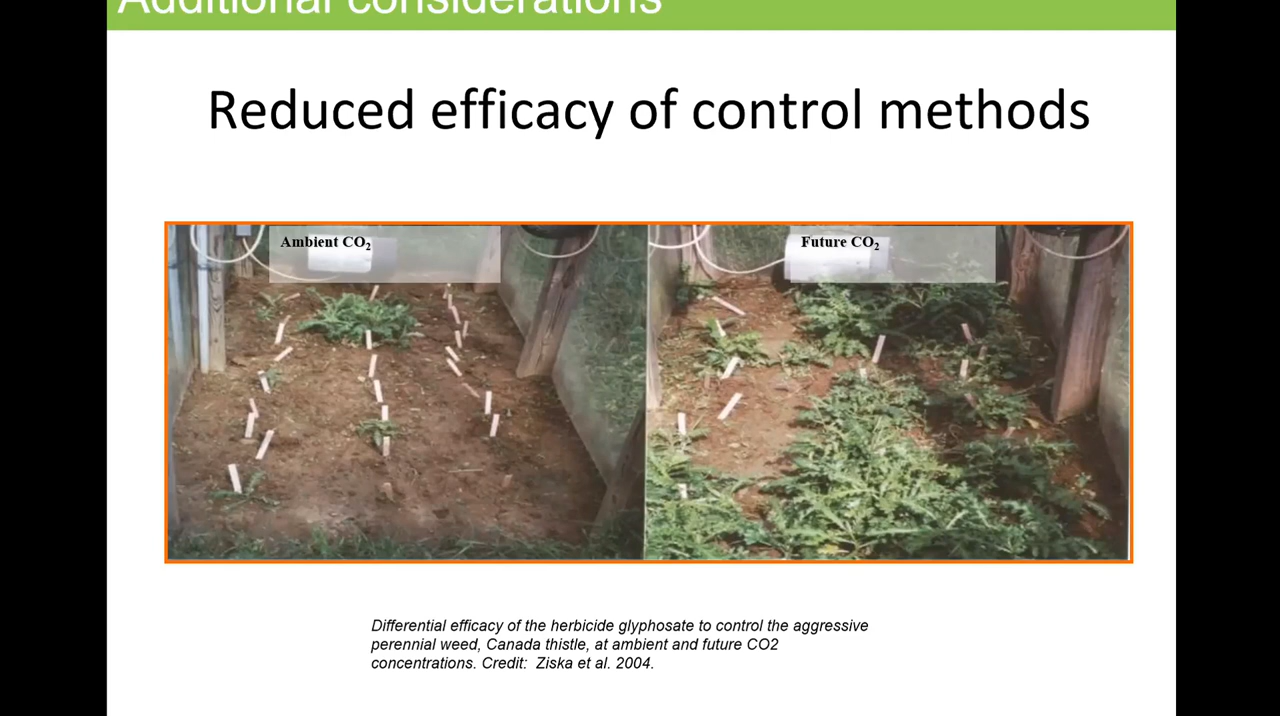 Additional considerations
Reduced efficacy of control methods
Ambient CO₂
Future CO₂
Differential efficacy of the herbicide glyphosate to control the aggressive
perennial weed, Canada thistle, at ambient and future CO2
concentrations. Credit: Ziska et al. 2004.